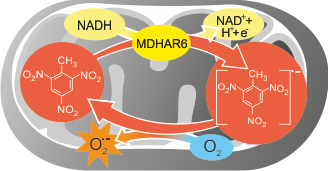 NADH
MDHAR6
NAD⁺+
H⁺+e⁻
CH₃
O₂N
NO₂
NO₂
CH₃
O₂N
NO₂
NO₂
•−
O₂•−
O₂